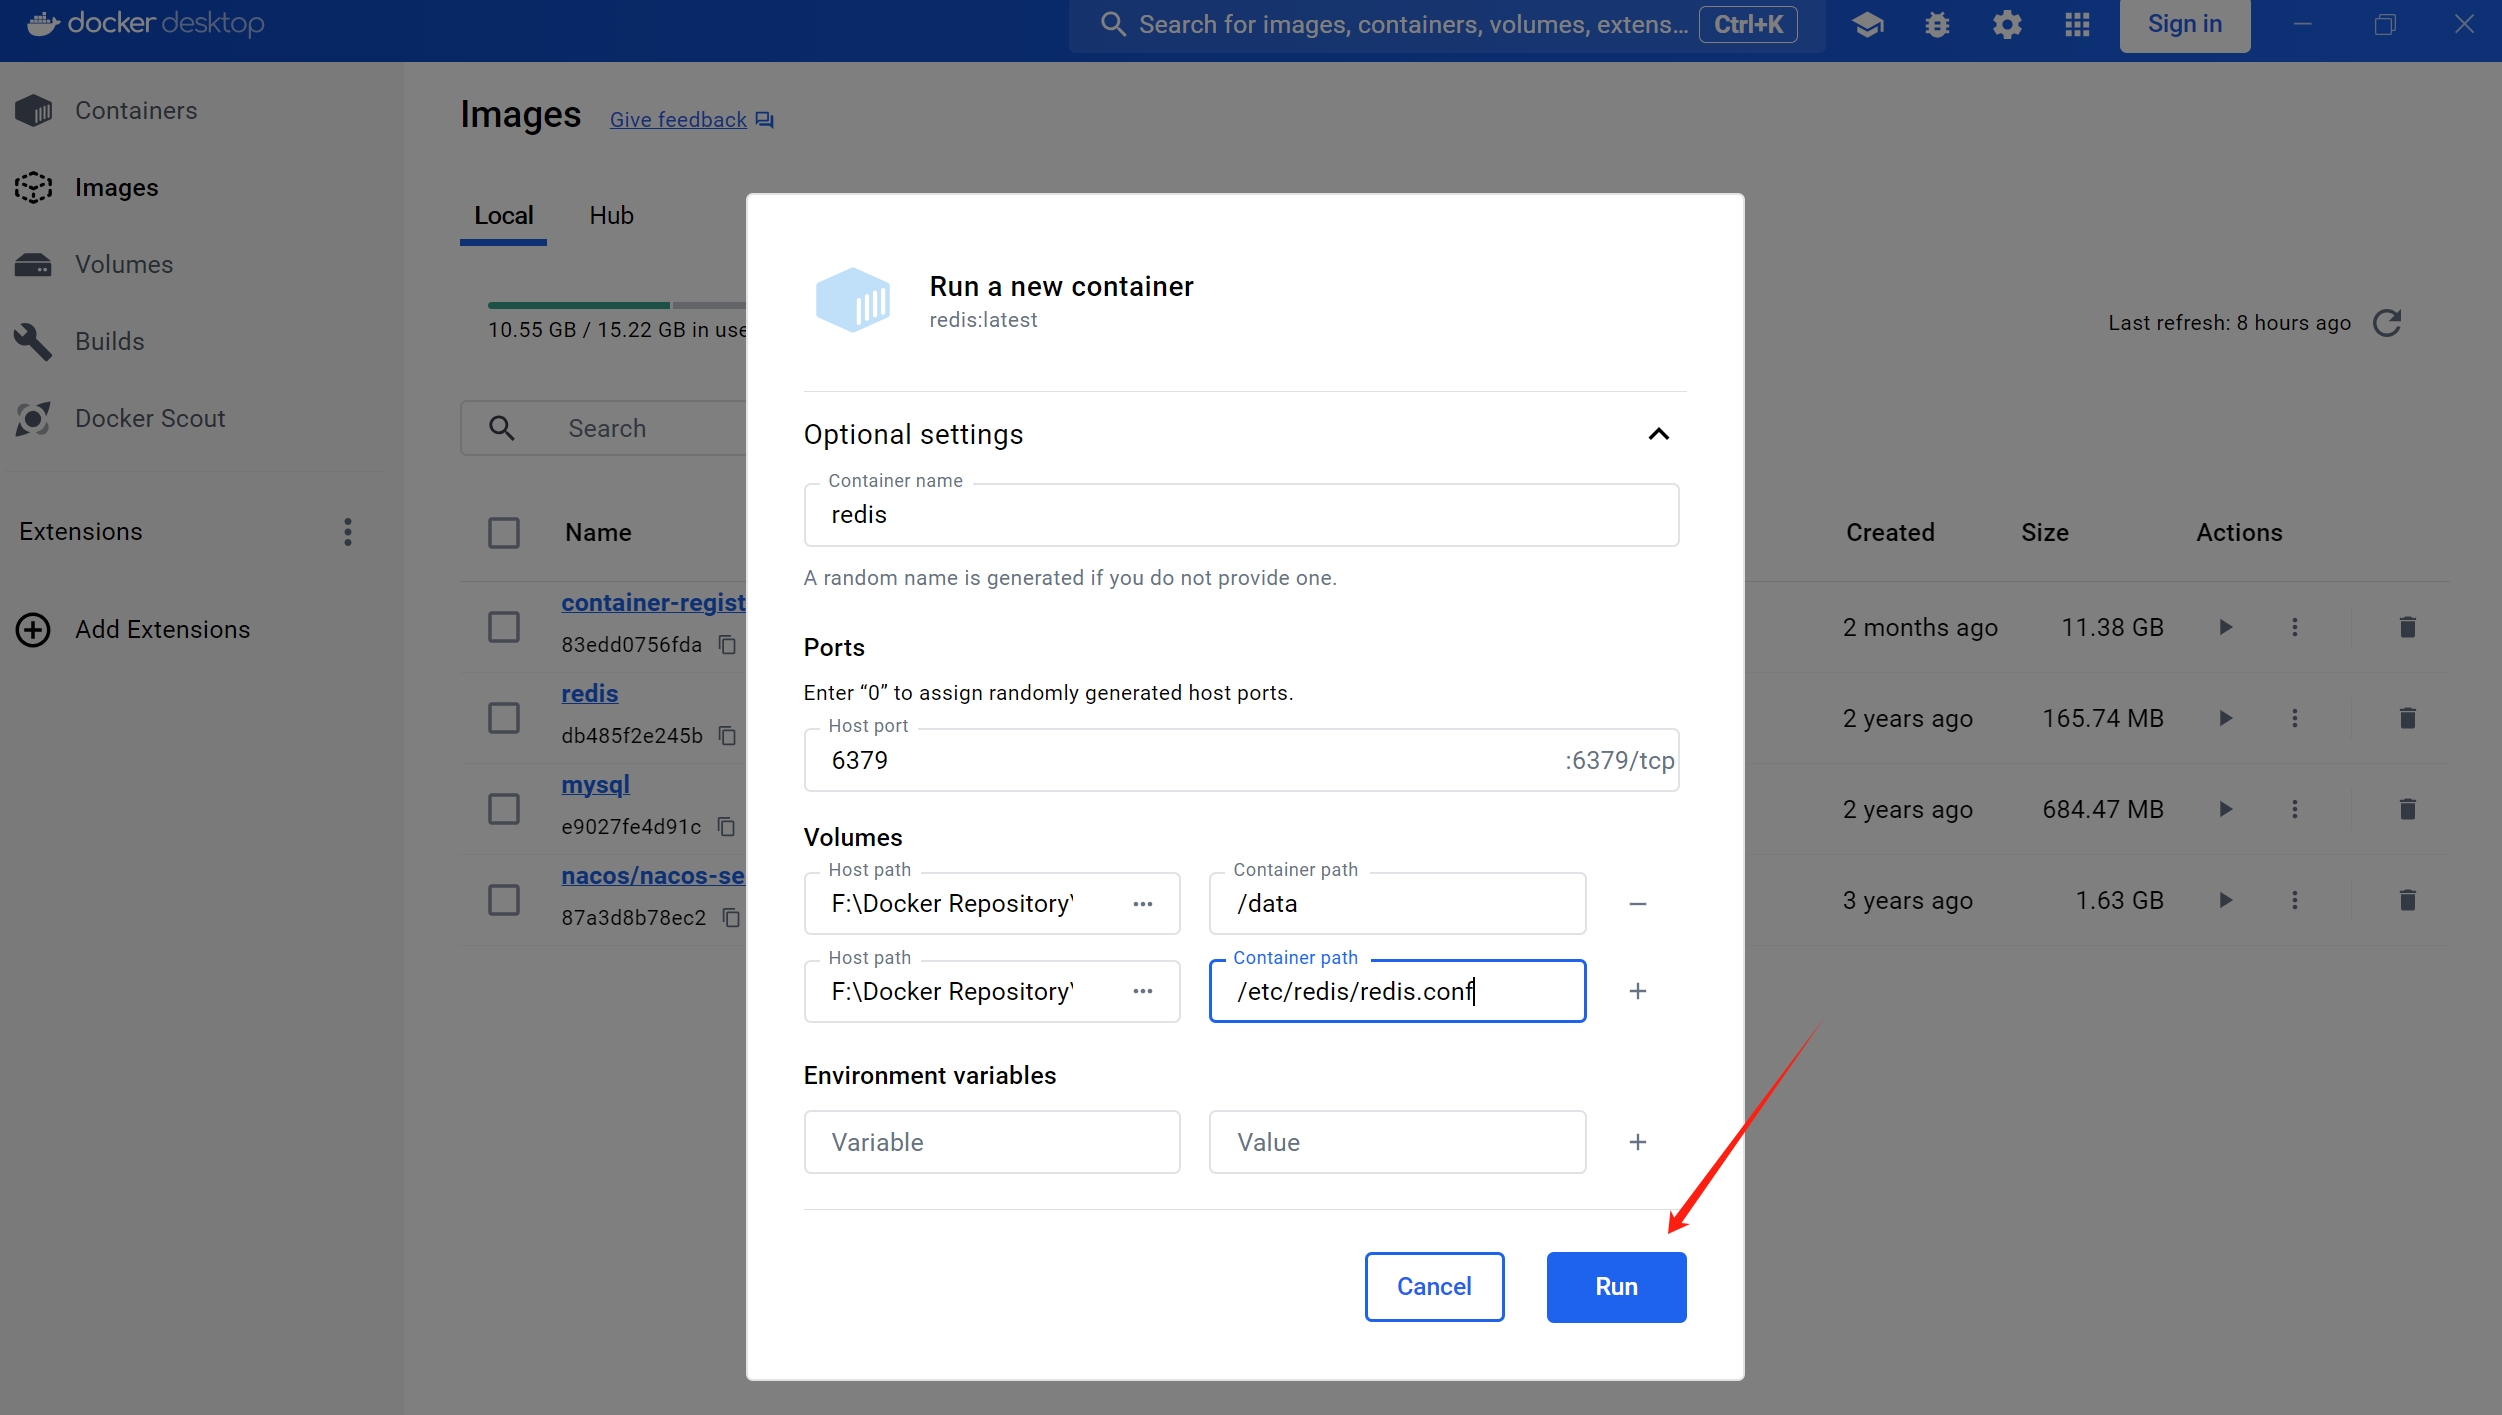 docker desktop
Search for images, containers, volumes, extens... Ctrl+K
Sign in
Containers
Images
Volumes
Builds
Docker Scout
Extensions
Add Extensions
Images Give feedback
Local Hub
10.55 GB / 15.22 GB in use
Last refresh: 8 hours ago
Search
Name Created Size Actions
container-regist
83edd0756fda
2 months ago 11.38 GB
redis
db485f2e245b
2 years ago 165.74 MB
mysql
e9027fe4d91c
2 years ago 684.47 MB
nacos/nacos-se
87a3d8b78ec2
3 years ago 1.63 GB
Run a new container
redis:latest
Optional settings
Container name
redis
A random name is generated if you do not provide one.
Ports
Enter “0” to assign randomly generated host ports.
Host port
6379 :6379/tcp
Volumes
Host path Container path
F:\Docker Repository\ ··· /data
Host path Container path
F:\Docker Repository\ ··· /etc/redis/redis.conf
Environment variables
Variable Value
Cancel Run